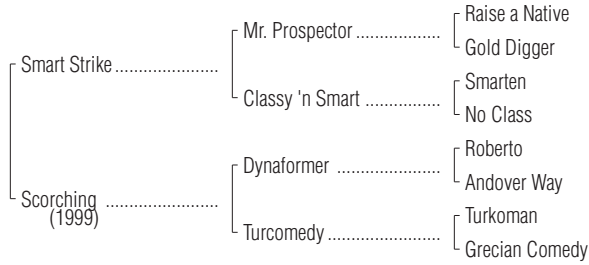 Raise a Native
Mr. Prospector ..................
Gold Digger
Smart Strike ......................
Smarten
Classy 'n Smart ................
No Class
Roberto
Dynaformer ......................
Andover Way
Scorching ........................
(1999)
Turkoman
Turcomedy ........................
Grecian Comedy